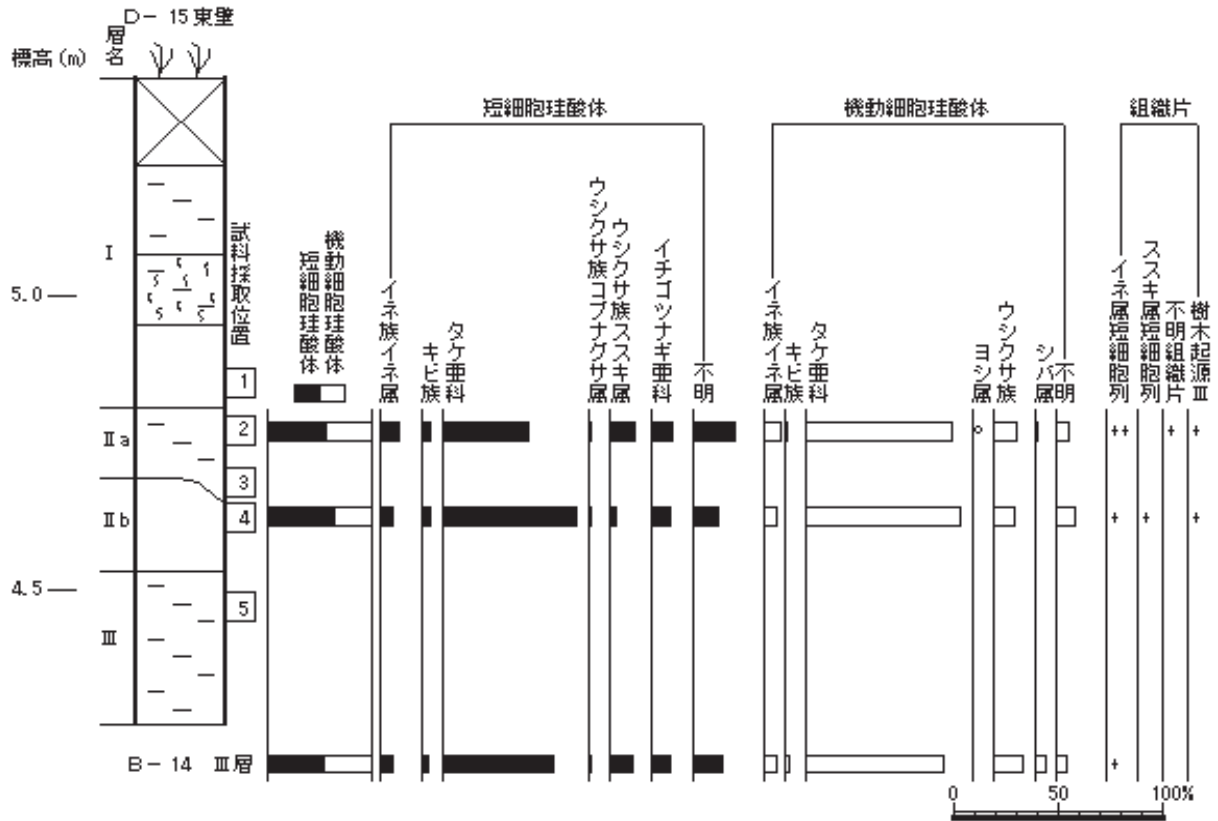 D－15東壁
標高(m)
層名
短細胞珪酸体
機動細胞珪酸体
組織片
試料採取位置
機動細胞珪酸体
短細胞珪酸体
イネ族イネ属
キビ族
タケ亜科
ウシクサ族コブナグサ属
ウシクサ族ススキ属
イチゴツナギ亜科
不明
イネ族イネ属
キビ族
タケ亜科
ヨシ属
ウシクサ族
シバ属
不明
イネ属短細胞列
ススキ属短細胞列
不明組織片
樹木起源Ⅲ
Ⅰ
5.0
1
Ⅱa
2
++
+
+
3
Ⅱb
4
+
+
+
4.5
5
Ⅲ
B－14 Ⅲ層
+
0
50
100%